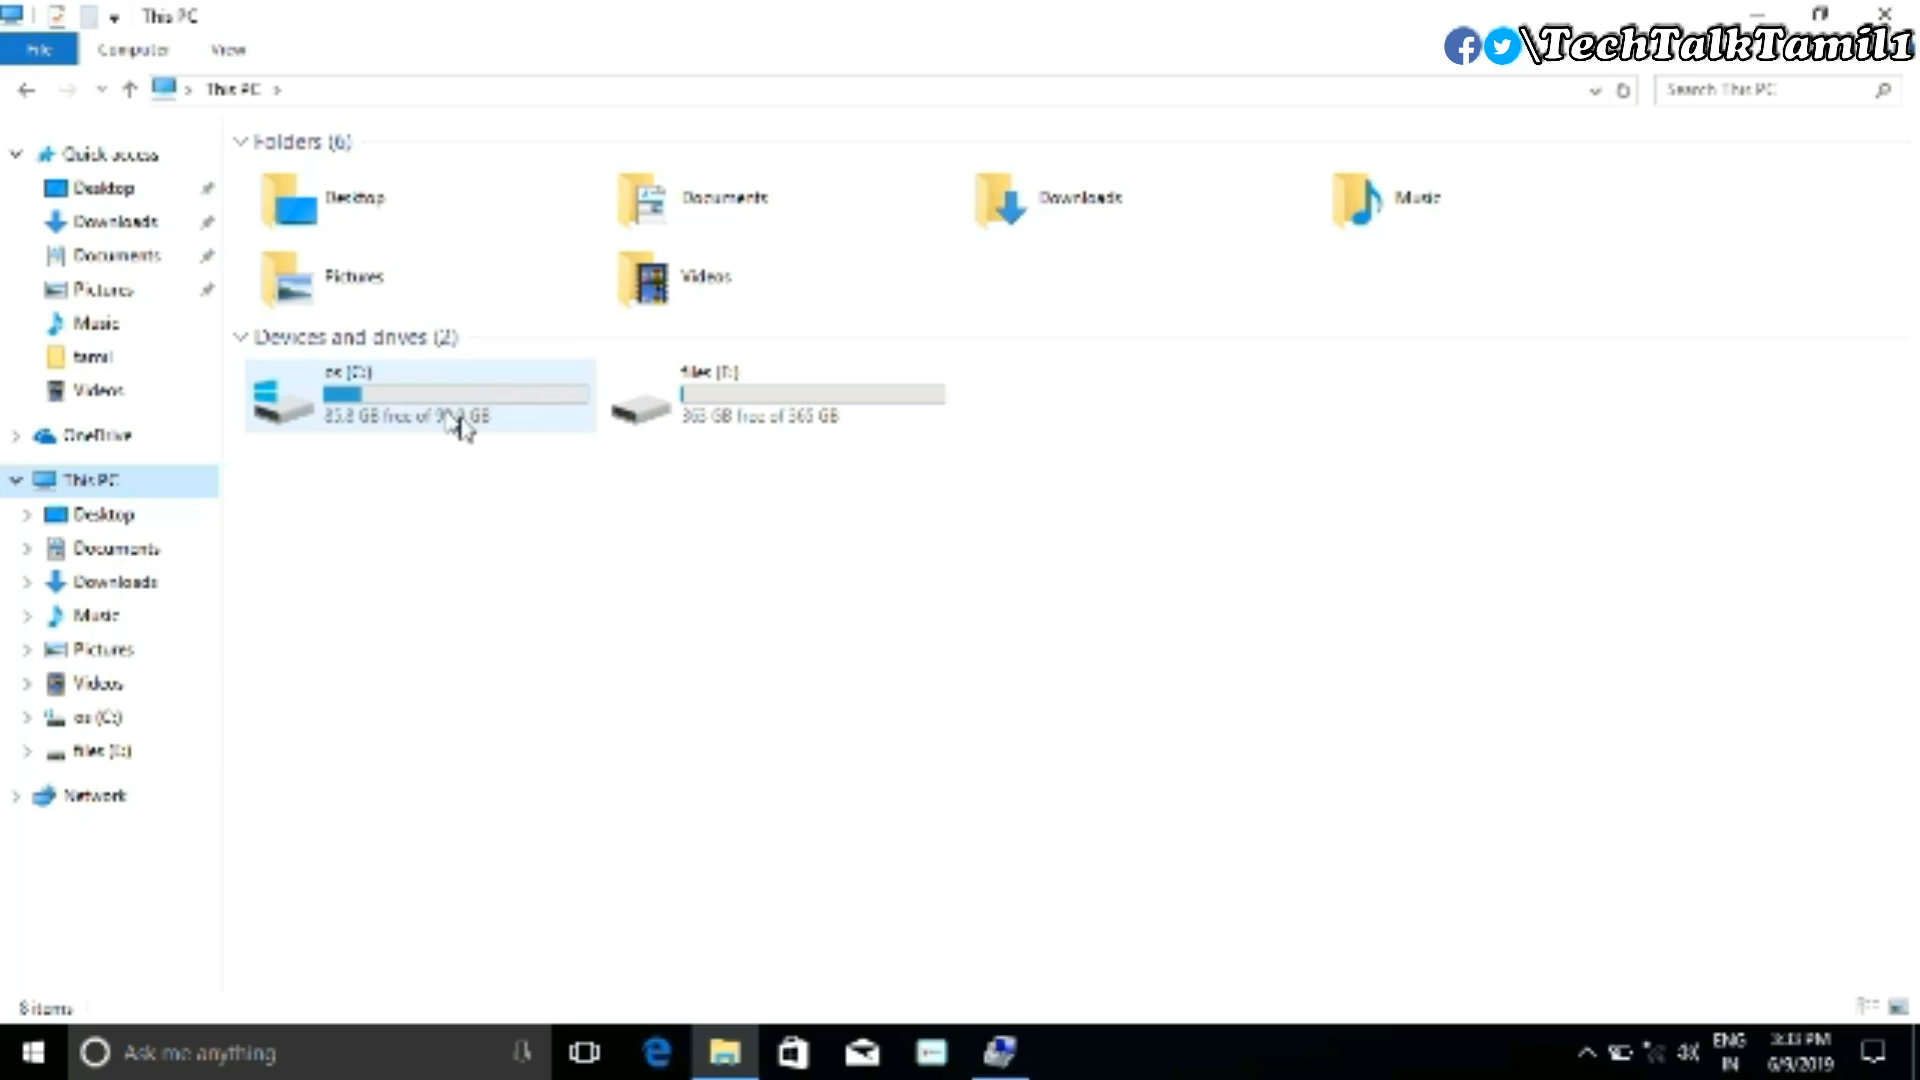 This PC
\TechTalkTamil1
File Computer View
This PC
Search This PC
Quick access
Desktop
Downloads
Documents
Pictures
Music
tamil
Videos
OneDrive
This PC
Desktop
Documents
Downloads
Music
Pictures
Videos
os (C:)
files
Network
Folders (6)
Desktop
Documents
Downloads
Music
Pictures
Videos
Devices and drives (2)
os (C:)
85.8 GB free of GB
files
363 GB free of 365 GB
8 items
Ask me anything
ENG
IN
3:33 PM
6/9/2019